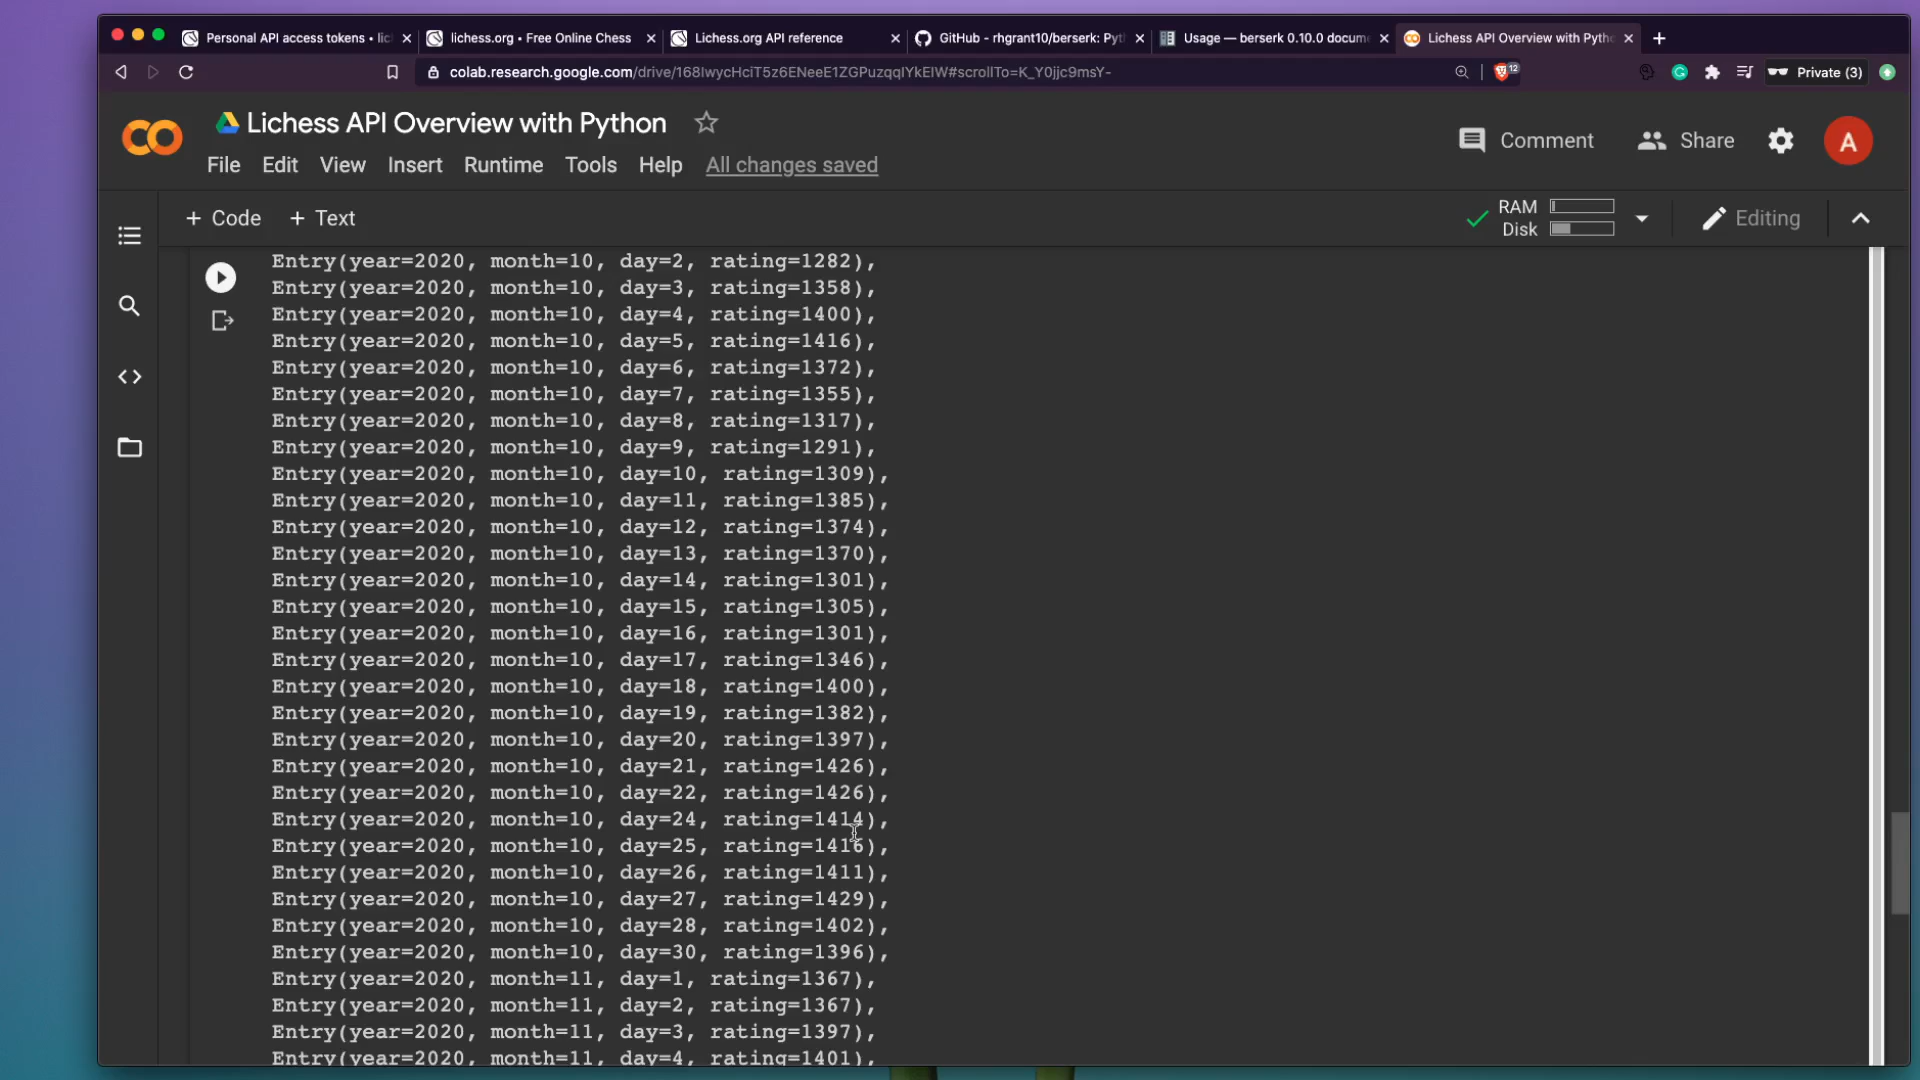 Personal API access tokens • lic
lichess.org • Free Online Chess
Lichess.org API reference
GitHub - rhgrant10/berserk: Pyt
Usage — berserk 0.10.0 docum
Lichess API Overview with Pytho
colab.research.google.com/drive/168IwycHciT5z6ENeeE1ZGPuzqqIYkEIW#scrollTo=K_Y0jjc9msY-
12
Private (3)
Lichess API Overview with Python
Comment
Share
A
File Edit View Insert Runtime Tools Help All changes saved
+ Code + Text
RAM
Disk
Editing
Entry(year=2020, month=10, day=2, rating=1282),
Entry(year=2020, month=10, day=3, rating=1358),
Entry(year=2020, month=10, day=4, rating=1400),
Entry(year=2020, month=10, day=5, rating=1416),
Entry(year=2020, month=10, day=6, rating=1372),
Entry(year=2020, month=10, day=7, rating=1355),
Entry(year=2020, month=10, day=8, rating=1317),
Entry(year=2020, month=10, day=9, rating=1291),
Entry(year=2020, month=10, day=10, rating=1309),
Entry(year=2020, month=10, day=11, rating=1385),
Entry(year=2020, month=10, day=12, rating=1374),
Entry(year=2020, month=10, day=13, rating=1370),
Entry(year=2020, month=10, day=14, rating=1301),
Entry(year=2020, month=10, day=15, rating=1305),
Entry(year=2020, month=10, day=16, rating=1301),
Entry(year=2020, month=10, day=17, rating=1346),
Entry(year=2020, month=10, day=18, rating=1400),
Entry(year=2020, month=10, day=19, rating=1382),
Entry(year=2020, month=10, day=20, rating=1397),
Entry(year=2020, month=10, day=21, rating=1426),
Entry(year=2020, month=10, day=22, rating=1426),
Entry(year=2020, month=10, day=24, rating=1414),
Entry(year=2020, month=10, day=25, rating=1416),
Entry(year=2020, month=10, day=26, rating=1411),
Entry(year=2020, month=10, day=27, rating=1429),
Entry(year=2020, month=10, day=28, rating=1402),
Entry(year=2020, month=10, day=30, rating=1396),
Entry(year=2020, month=11, day=1, rating=1367),
Entry(year=2020, month=11, day=2, rating=1367),
Entry(year=2020, month=11, day=3, rating=1397),
Entry(year=2020, month=11, day=4, rating=1401),